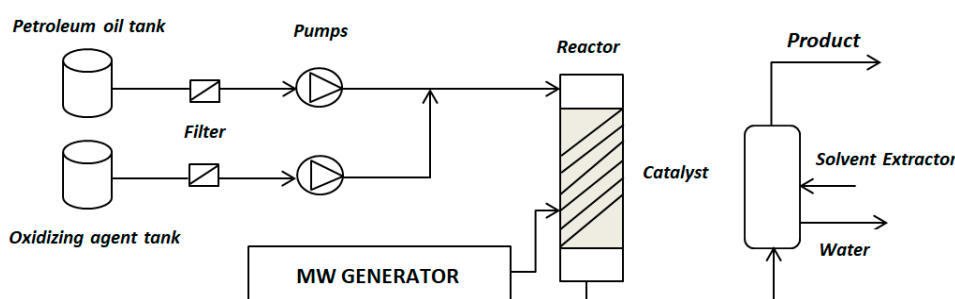 Petroleum oil tank
Pumps
Reactor
Product
Filter
Catalyst
Solvent Extractor
Oxidizing agent tank
Water
MW GENERATOR